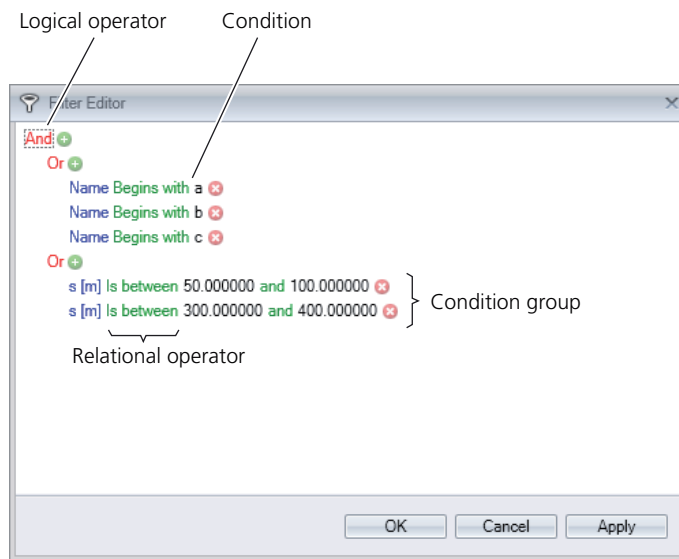 Logical operator Condition
Filter Editor
And
Or
Name Begins with a
Name Begins with b
Name Begins with c
Or
s [m] Is between 50.000000 and 100.000000
s [m] Is between 300.000000 and 400.000000
Condition group
Relational operator
OK Cancel Apply